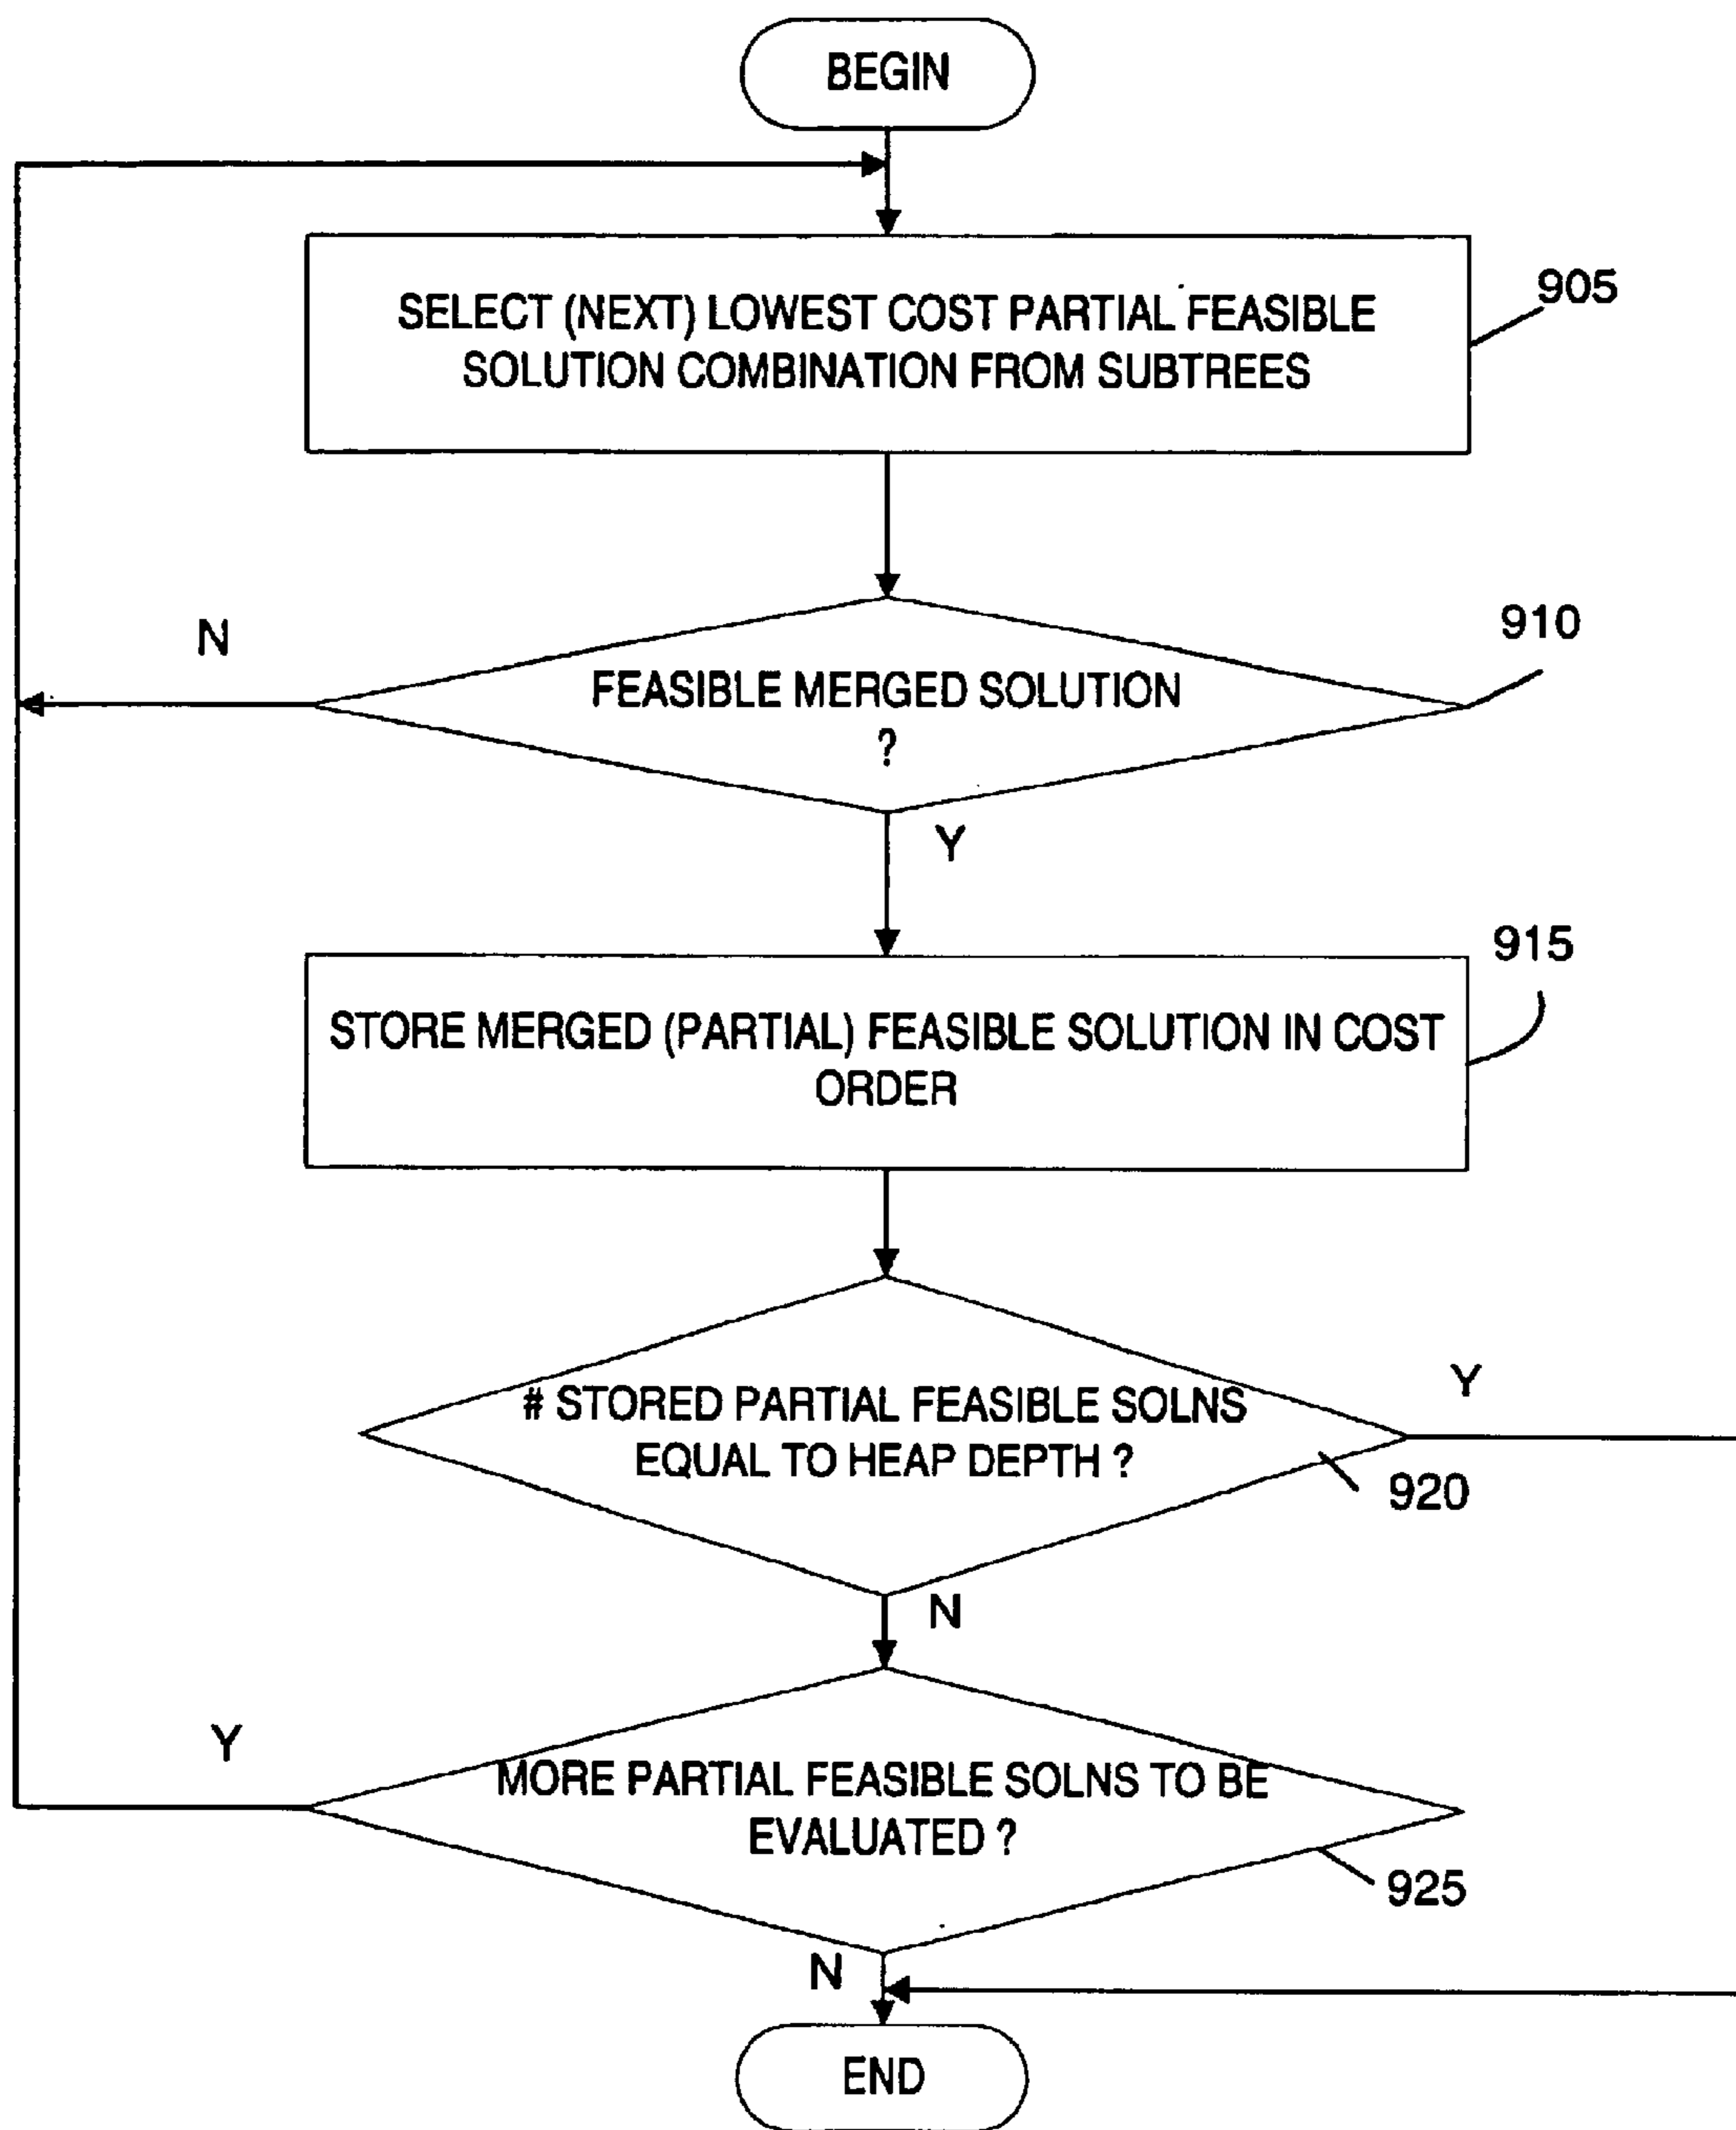 BEGIN
SELECT (NEXT) LOWEST COST PARTIAL FEASIBLE
SOLUTION COMBINATION FROM SUBTREES
905
N
FEASIBLE MERGED SOLUTION
?
910
Y
STORE MERGED (PARTIAL) FEASIBLE SOLUTION IN COST
ORDER
915
# STORED PARTIAL FEASIBLE SOLNS
EQUAL TO HEAP DEPTH ?
Y
920
N
Y
MORE PARTIAL FEASIBLE SOLNS TO BE
EVALUATED ?
925
N
END